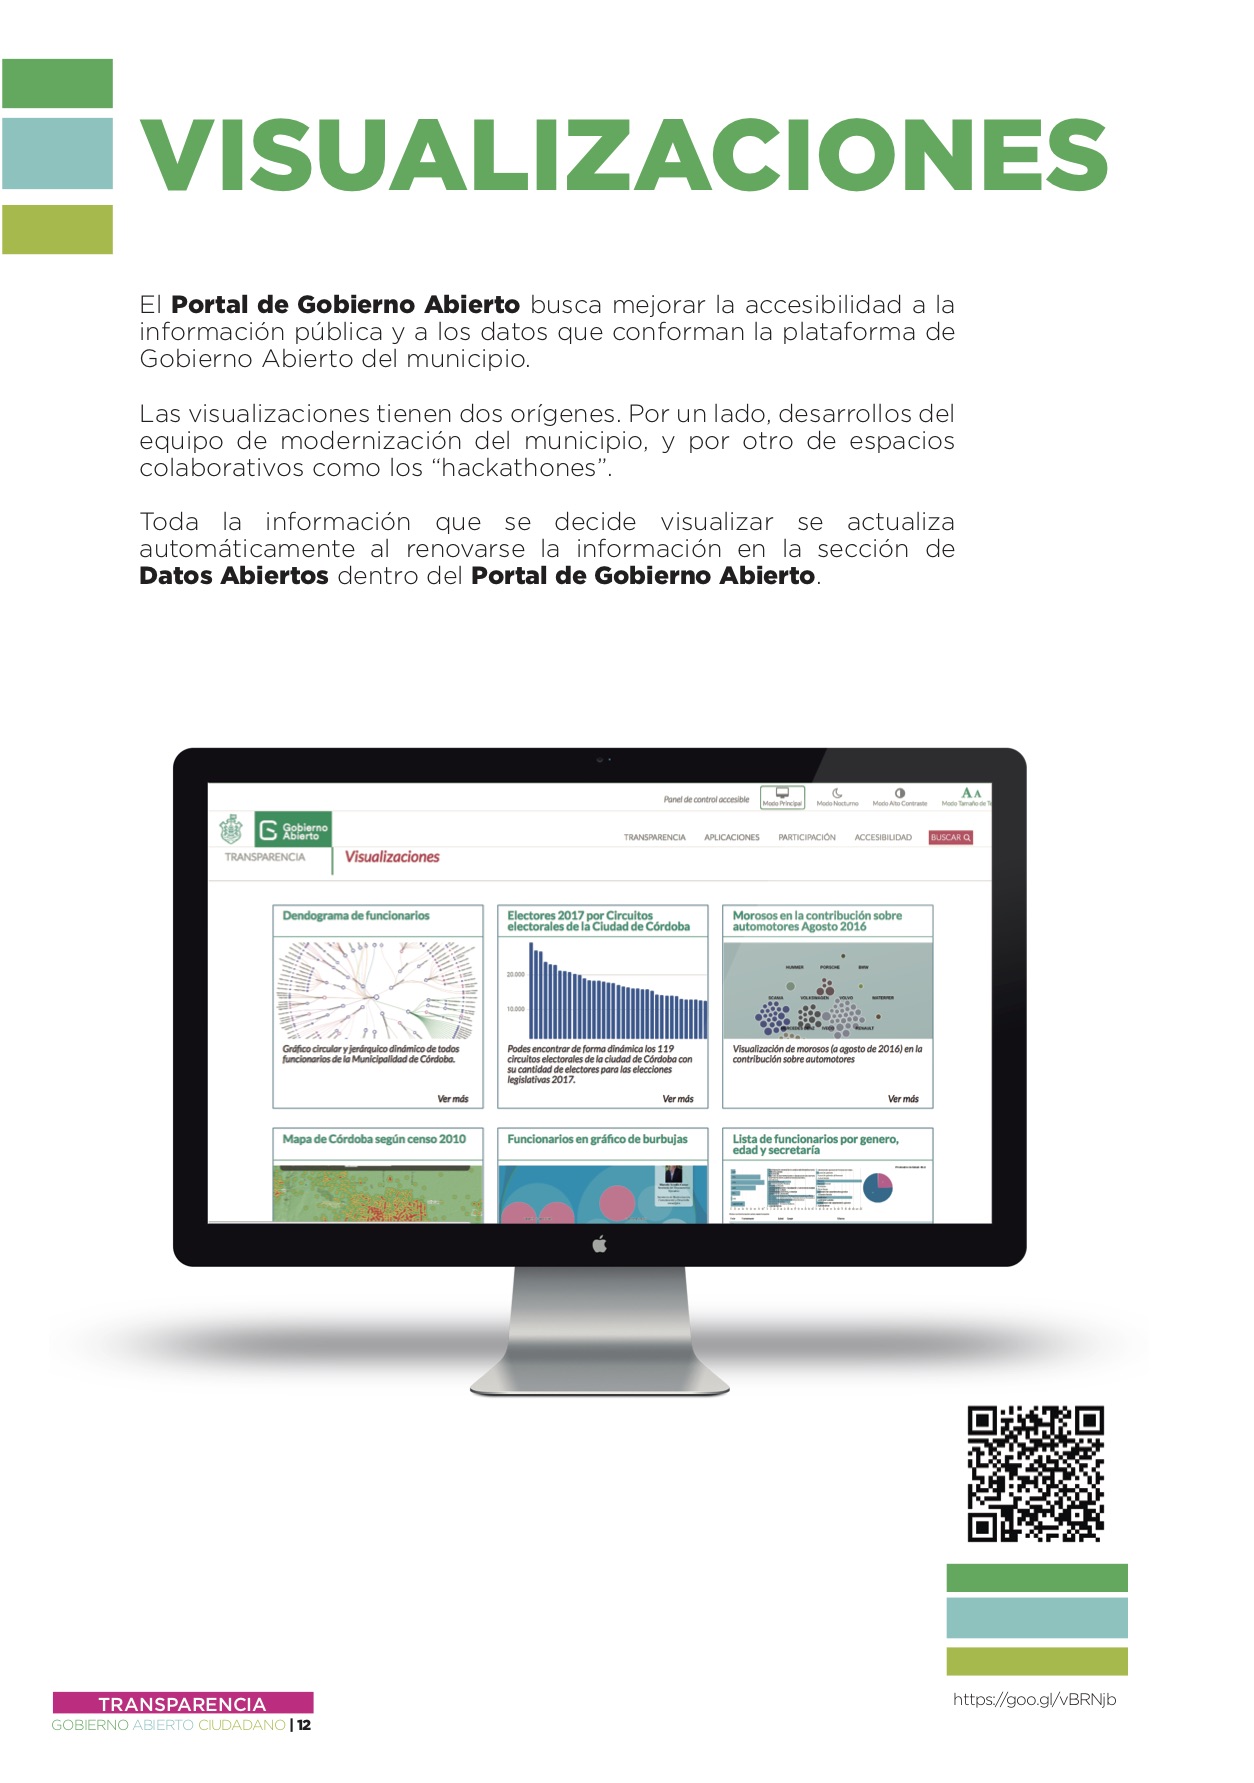 VISUALIZACIONES
El Portal de Gobierno Abierto busca mejorar la accesibilidad a la
información pública y a los datos que conforman la plataforma de
Gobierno Abierto del municipio.
Las visualizaciones tienen dos orígenes. Por un lado, desarrollos del
equipo de modernización del municipio, y por otro de espacios
colaborativos como los “hackathones”.
Toda la información que se decide visualizar se actualiza
automáticamente al renovarse la información en la sección de
Datos Abiertos dentro del Portal de Gobierno Abierto.
Panel de control accesible
Modo Principal
Modo Nocturno
Modo Alto Contraste
Modo Tamaño de
Gobierno
Abierto
TRANSPARENCIA
APLICACIONES
PARTICIPACIÓN
ACCESIBILIDAD
BUSCAR
TRANSPARENCIA
Visualizaciones
Dendograma de funcionarios
Gráfico circular y jerárquico dinámico de todos
funcionarios de la Municipalidad de Córdoba.
Ver más
Electores 2017 por Circuitos
electorales de la Ciudad de Córdoba
20.000
10.000
Podes encontrar de forma dinámica los 119
circuitos electorales de la ciudad de Córdoba con
su cantidad de electores para las elecciones
legislativas 2017.
Ver más
Morosos en la contribución sobre
automotores Agosto 2016
HUMMER
PORSCHE
BMW
SCANIA
VOLKSWAGEN
VOLVO
IVECO
RENAULT
Visualización de morosos (a agosto de 2016) en la
contribución sobre automotores
Ver más
Mapa de Córdoba según censo 2010
Funcionarios en gráfico de burbujas
Lista de funcionarios por genero,
edad y secretaría
https://goo.gl/vBRNjb
TRANSPARENCIA
GOBIERNO ABIERTO CIUDADANO | 12